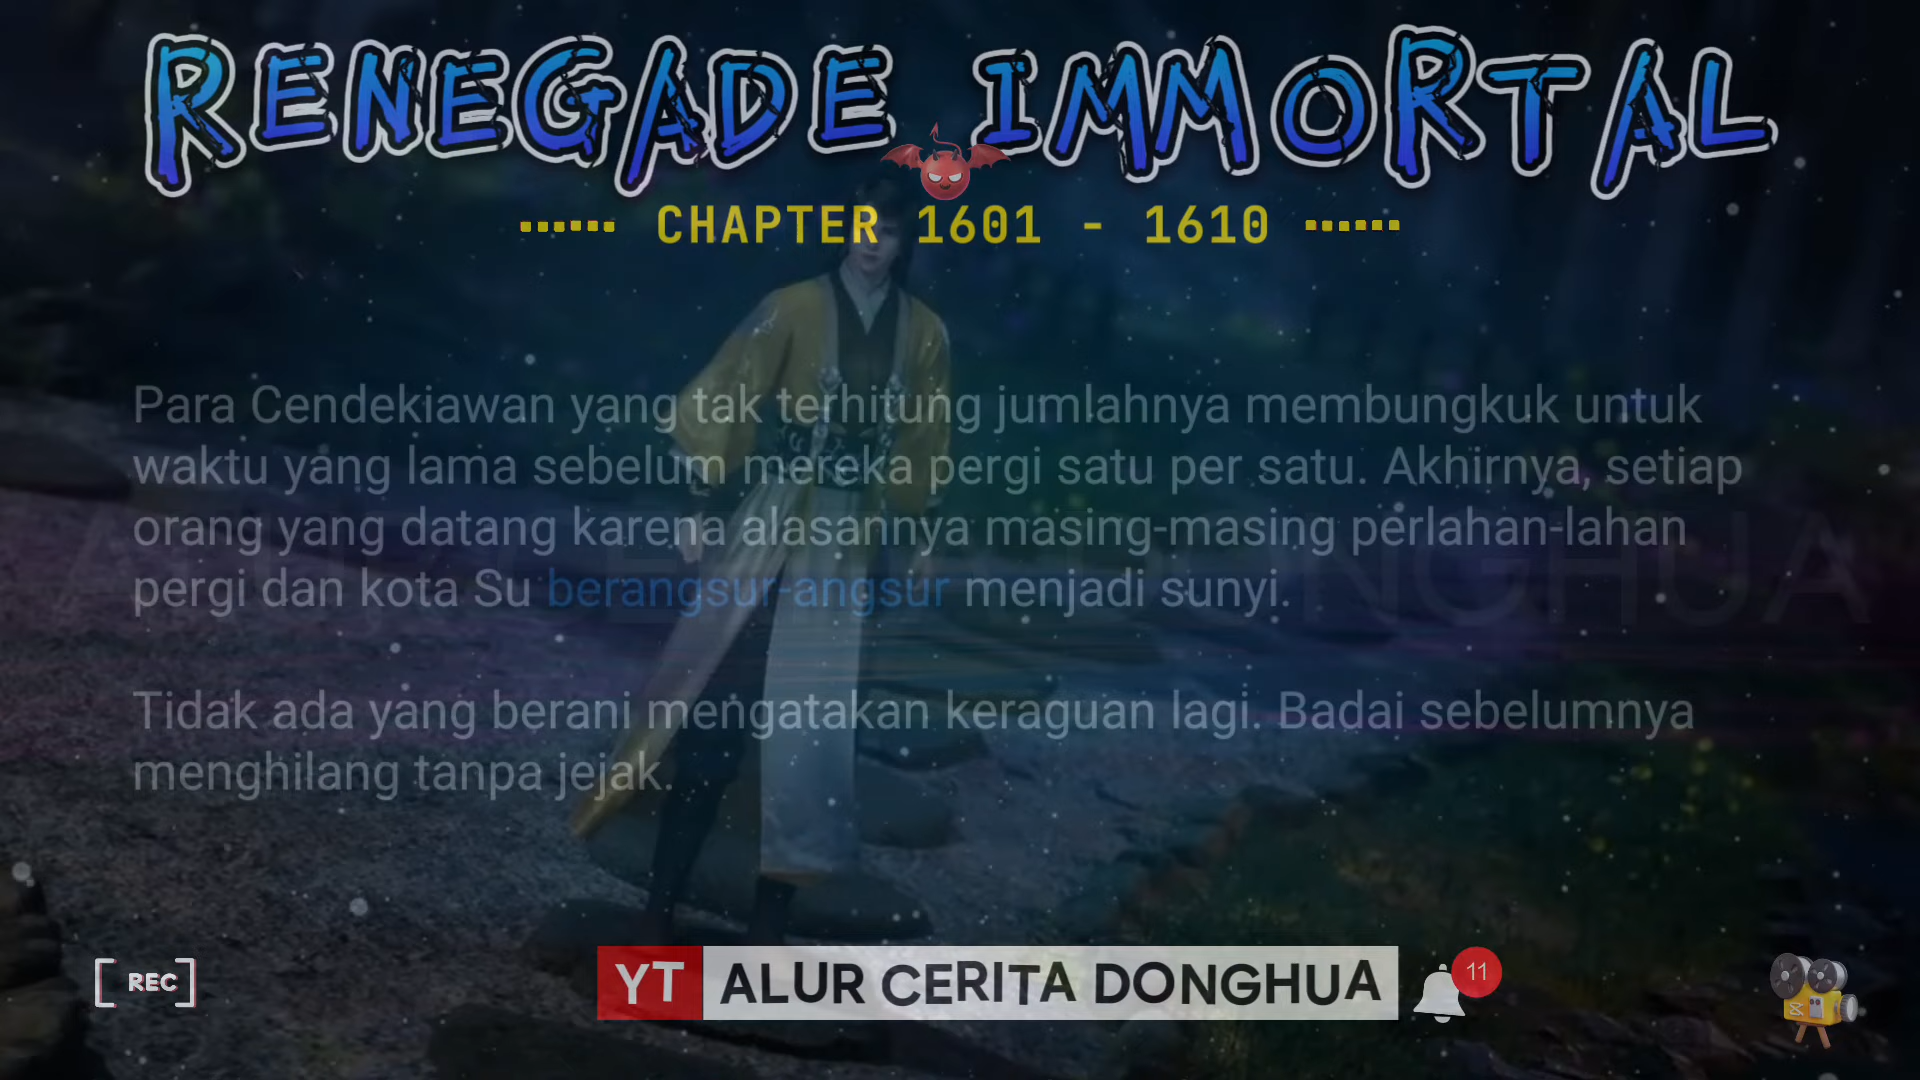 RENEGADE IMMORTAL
CHAPTER 1601 - 1610
Para Cendekiawan yang tak terhitung jumlahnya membungkuk untuk
waktu yang lama sebelum mereka pergi satu per satu. Akhirnya, setiap
orang yang datang karena alasannya masing-masing perlahan-lahan
pergi dan kota Su berangsur-angsur menjadi sunyi.
Tidak ada yang berani mengatakan keraguan lagi. Badai sebelumnya
menghilang tanpa jejak.
ALUR CERITA DONGHUA
[ REC ]
YT ALUR CERITA DONGHUA
11